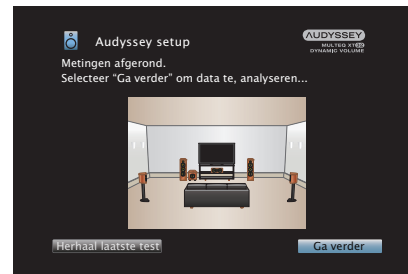 Audyssey setup
AUDYSSEY
MULTEQ XT32
DYNAMIC VOLUME
Metingen afgerond.
Selecteer “Ga verder” om data te, analyseren...
Herhaal laatste test
Ga verder